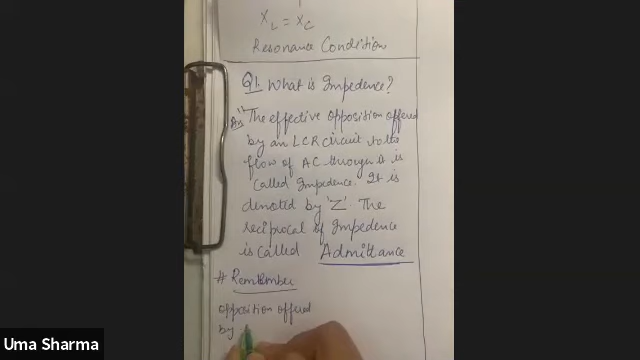 X_L = X_C
Resonance Condition
Q1. What is Impedence?
Ans The effective opposition offered
by an LCR circuit to the
flow of AC through it is
called Impedence. It is
denoted by 'Z'. The
reciprocal of Impedence
is called Admittance
# Remember
opposition offered
by
Uma Sharma